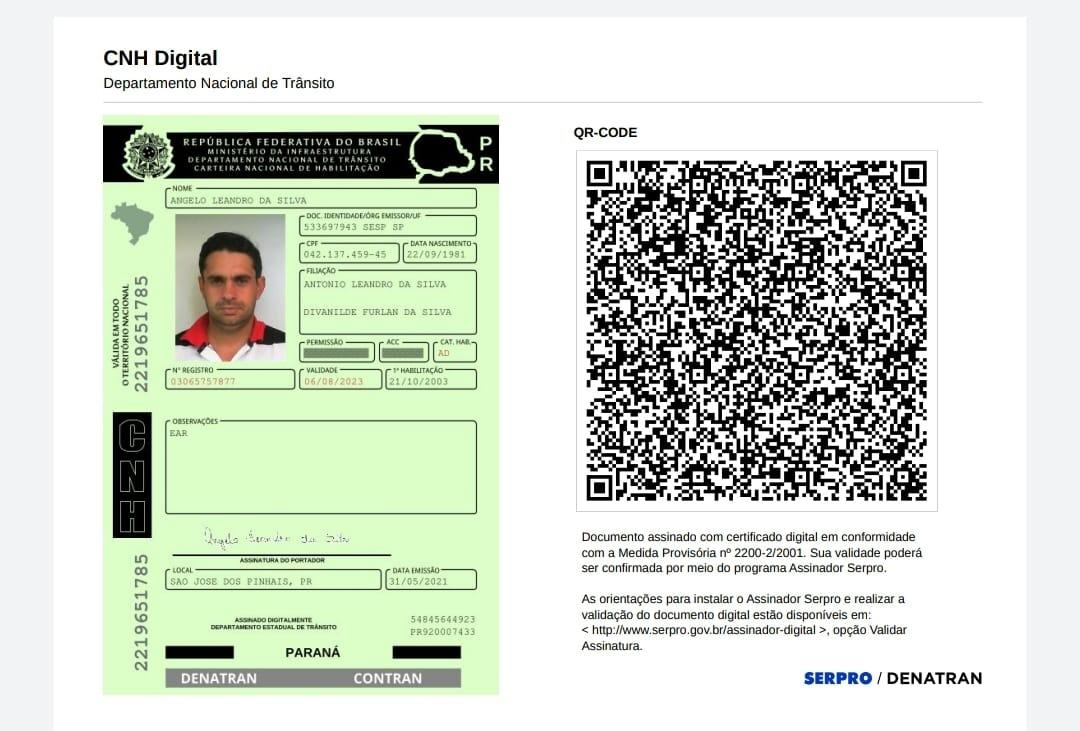 CNH Digital
Departamento Nacional de Trânsito
REPÚBLICA FEDERATIVA DO BRASIL
MINISTÉRIO DA INFRAESTRUTURA
DEPARTAMENTO NACIONAL DE TRÂNSITO
CARTEIRA NACIONAL DE HABILITAÇÃO
P
R
NOME
ANGELO LEANDRO DA SILVA
DOC. IDENTIDADE/ÓRG EMISSOR/UF
533697943 SESP SP
CPF
042.137.459-45
DATA NASCIMENTO
22/09/1981
FILIAÇÃO
ANTONIO LEANDRO DA SILVA
DIVANILDE FURLAN DA SILVA
PERMISSÃO
ACC
CAT. HAB.
AD
Nº REGISTRO
03065757877
VALIDADE
06/08/2023
1ª HABILITAÇÃO
21/10/2003
VÁLIDA EM TODO
O TERRITÓRIO NACIONAL
2219651785
CNH
OBSERVAÇÕES
EAR
Angelo Leandro da Silva
ASSINATURA DO PORTADOR
LOCAL
SAO JOSE DOS PINHAIS, PR
DATA EMISSÃO
31/05/2021
2219651785
ASSINADO DIGITALMENTE
DEPARTAMENTO ESTADUAL DE TRÂNSITO
54845644923
PR920007433
PARANÁ
DENATRAN
CONTRAN
QR-CODE
Documento assinado com certificado digital em conformidade
com a Medida Provisória nº 2200-2/2001. Sua validade poderá
ser confirmada por meio do programa Assinador Serpro.
As orientações para instalar o Assinador Serpro e realizar a
validação do documento digital estão disponíveis em:
< http://www.serpro.gov.br/assinador-digital >, opção Validar
Assinatura.
SERPRO / DENATRAN